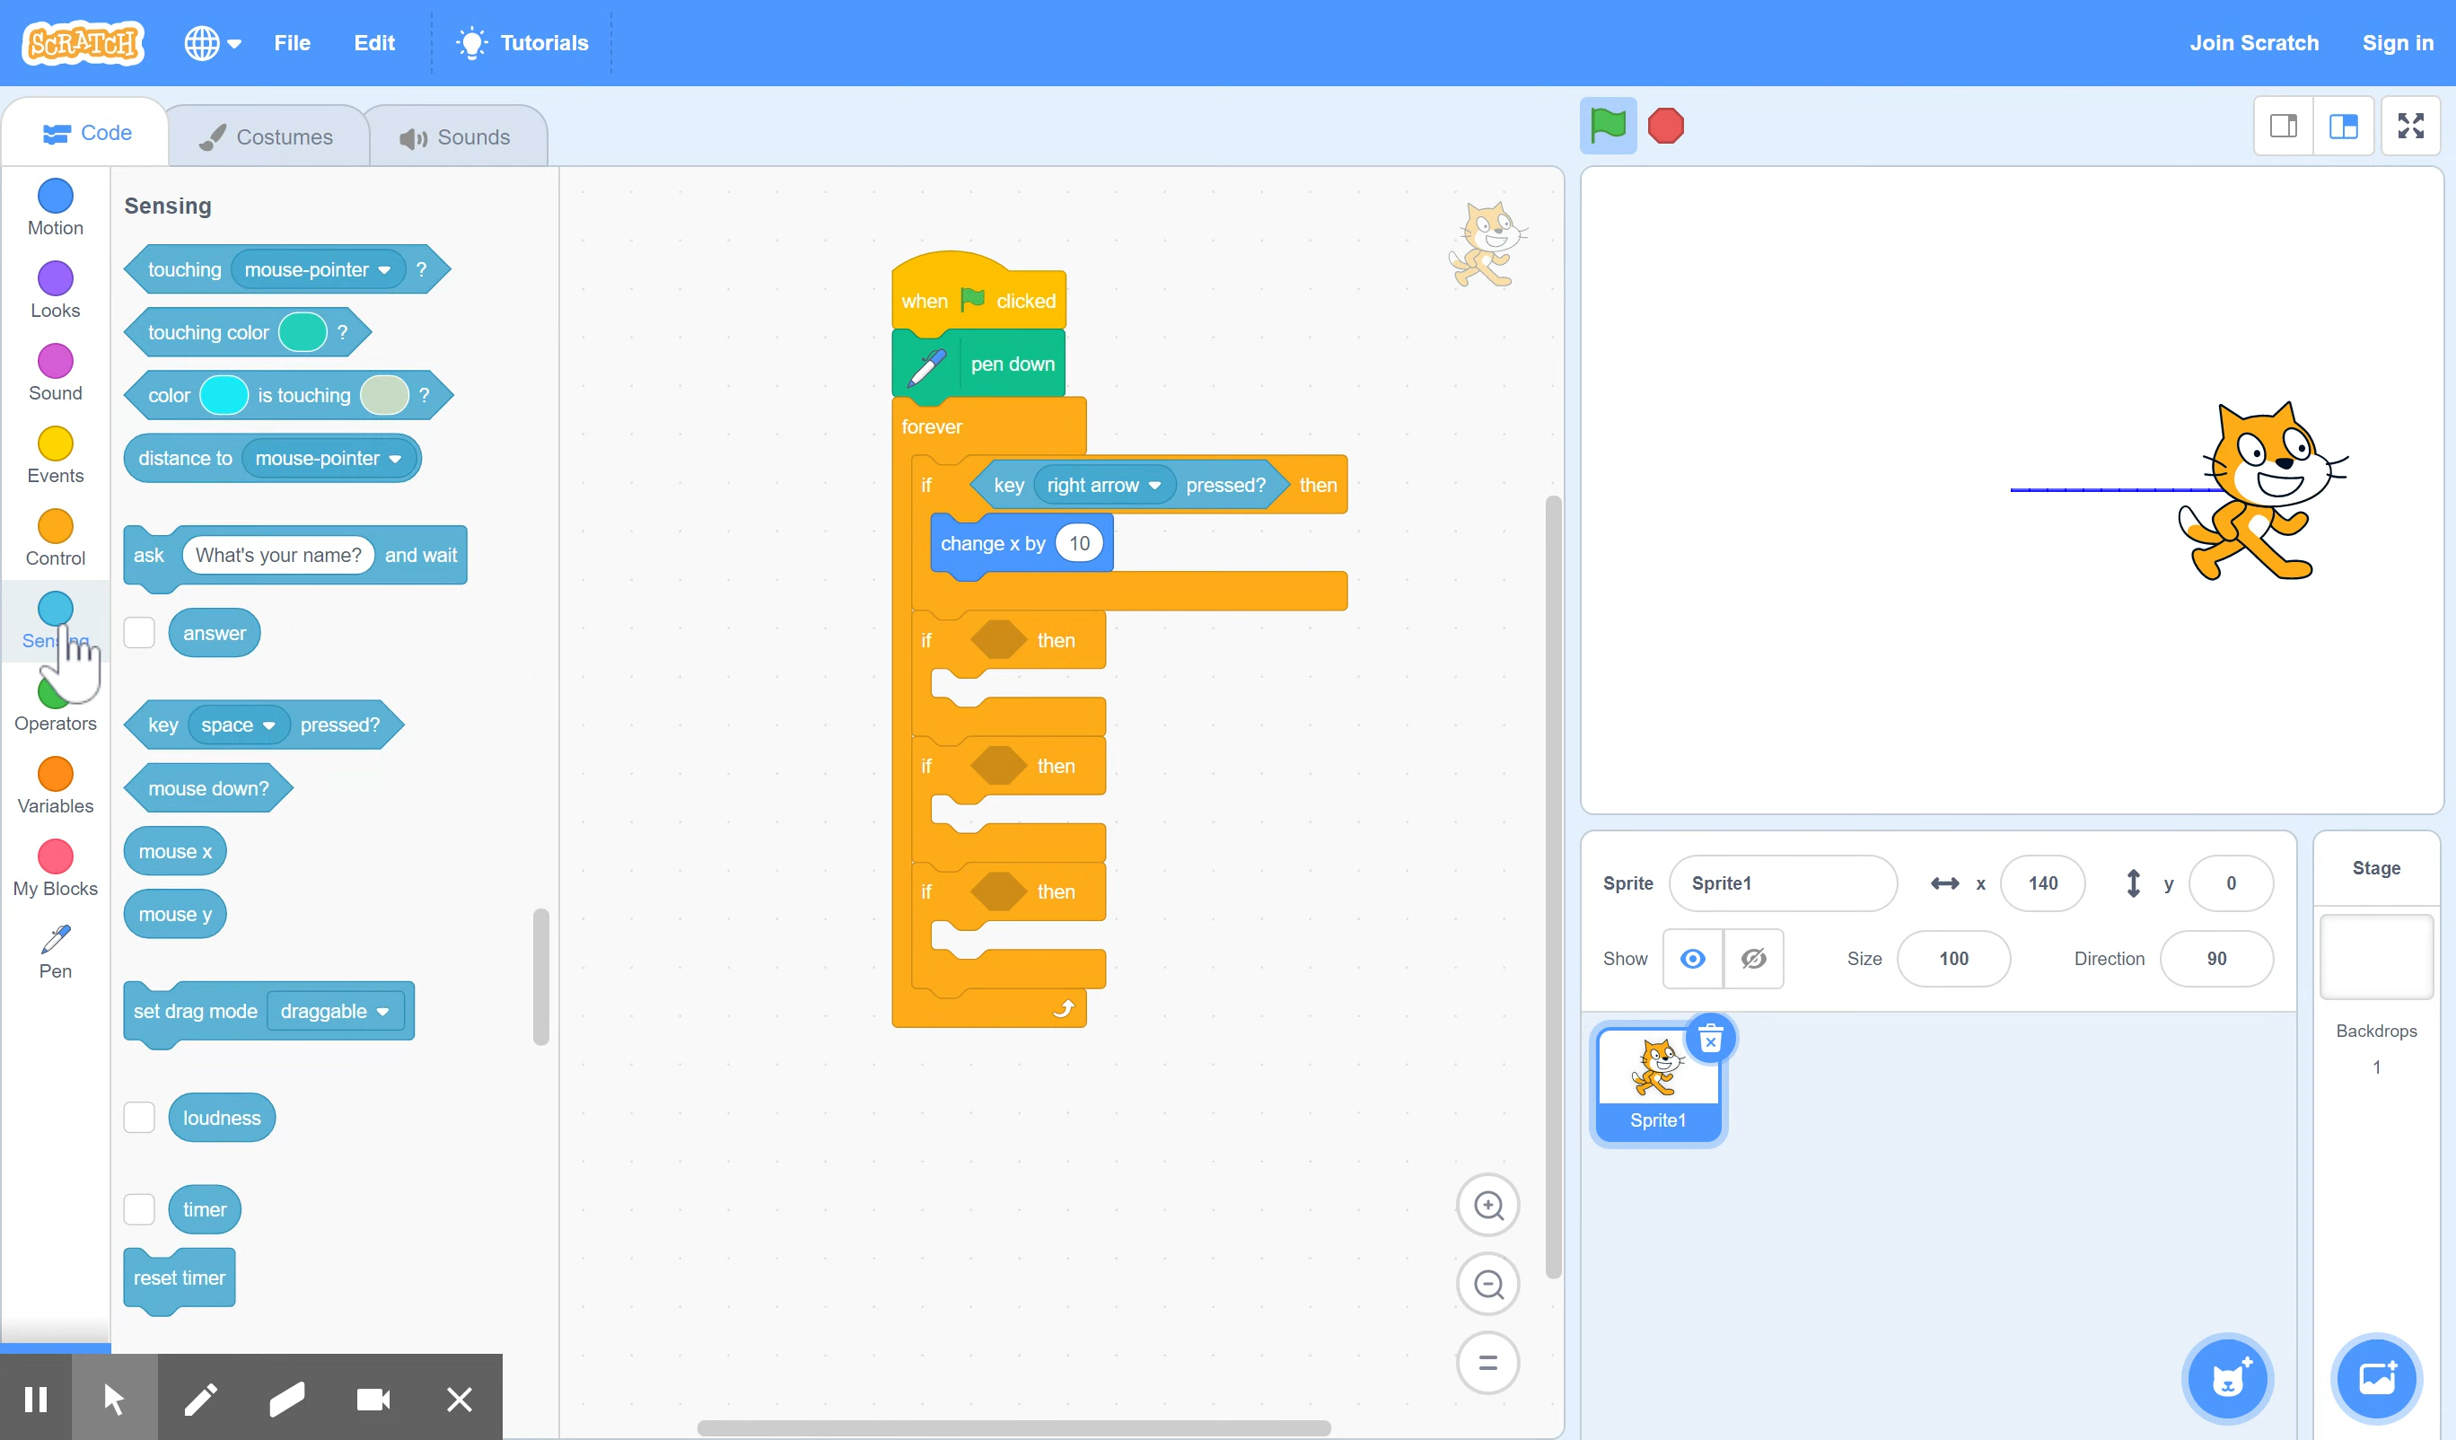 SCRATCH File Edit Tutorials Join Scratch Sign in
Code Costumes Sounds
Motion
Looks
Sound
Events
Control
Sensing
Operators
Variables
My Blocks
Pen
Sensing
touching mouse-pointer ?
touching color ?
color is touching ?
distance to mouse-pointer
ask What's your name? and wait
answer
key space pressed?
mouse down?
mouse x
mouse y
set drag mode draggable
loudness
timer
reset timer
when clicked
pen down
forever
if key right arrow pressed? then
change x by 10
if then
if then
if then
Sprite Sprite1 x 140 y 0
Show Size 100 Direction 90
Sprite1
Stage
Backdrops
1